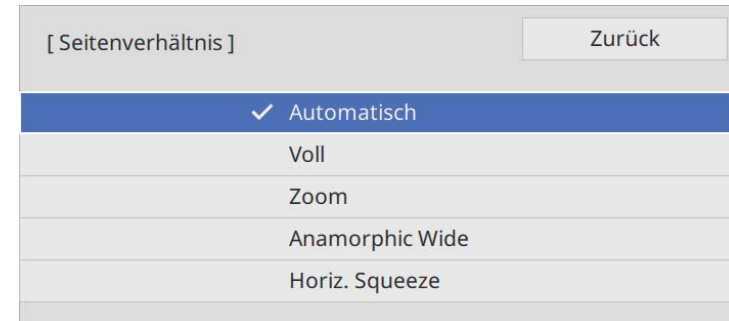 [ Seitenverhältnis ]
Zurück
Automatisch
Voll
Zoom
Anamorphic Wide
Horiz. Squeeze